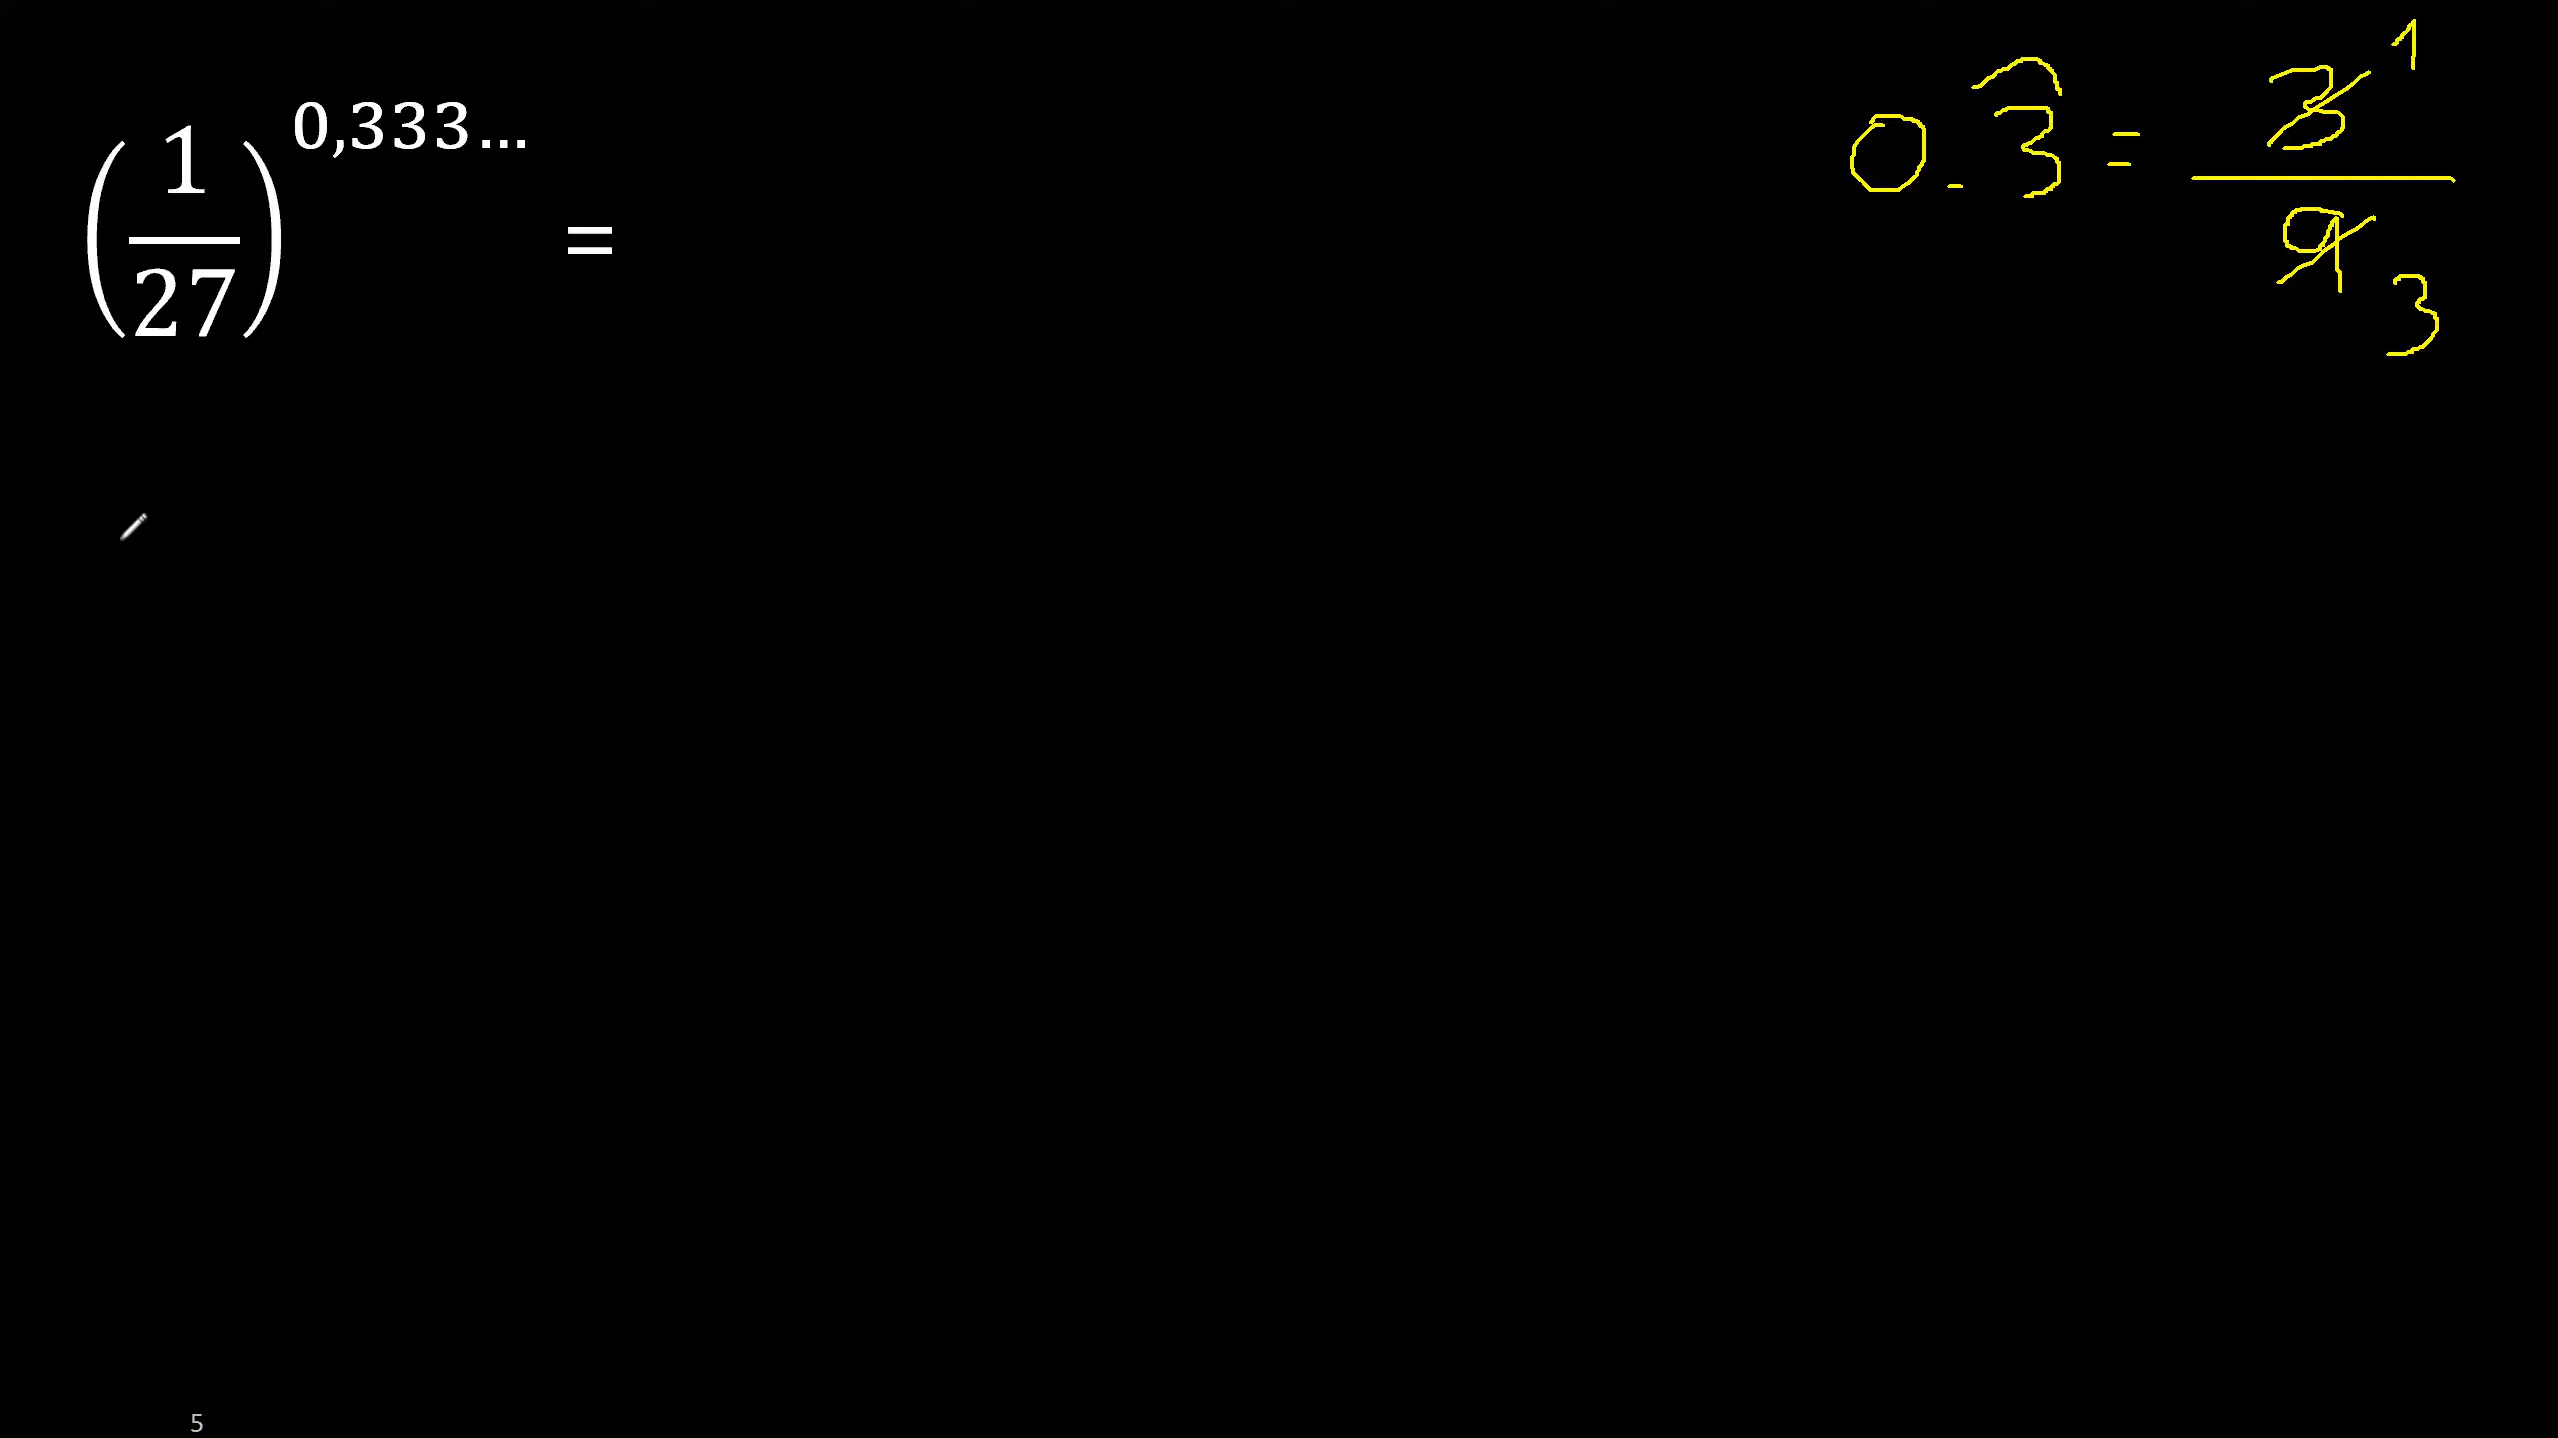 (1/27)^0,333... =
0.3̂ = 3 1 / 9 3
5